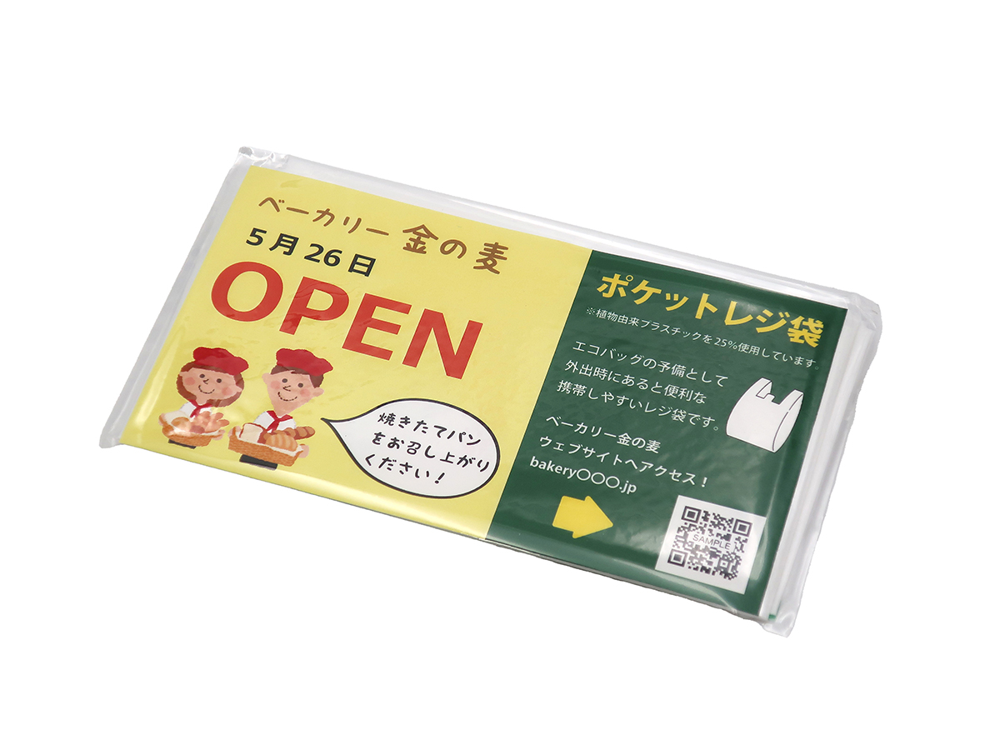 ベーカリー 金の麦
5月26日
OPEN
焼きたてパン
をお召し上がり
ください！
ポケットレジ袋
※植物由来プラスチックを25％使用しています。
エコバッグの予備として
外出時にあると便利な
携帯しやすいレジ袋です。
ベーカリー金の麦
ウェブサイトへアクセス！
bakery〇〇〇.jp
SAMPLE